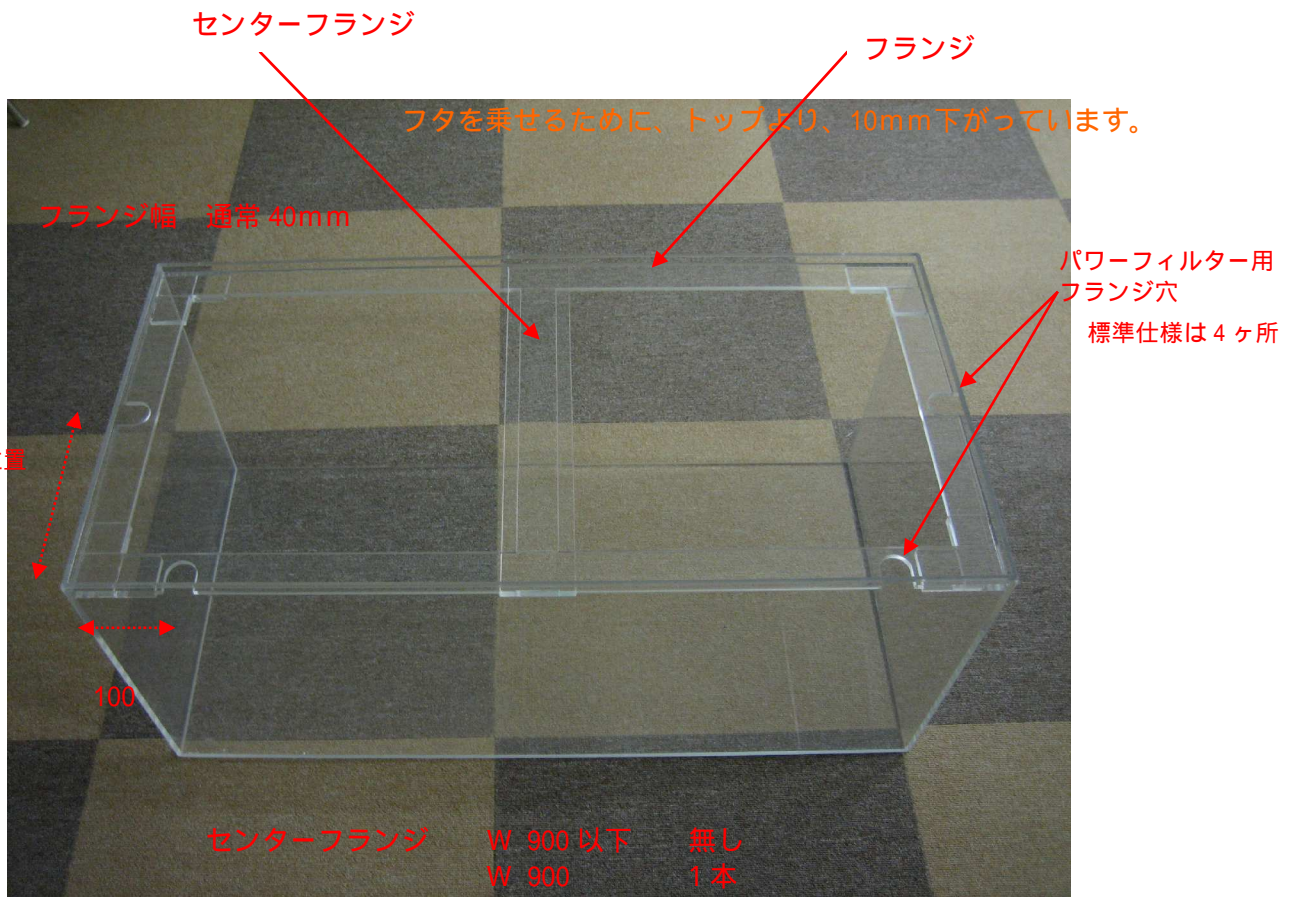 センターフランジ
フランジ
フタを乗せるために、トップより、10mm下がっています。
フランジ幅 通常 40mm
パワーフィルター用
フランジ穴
標準仕様は 4 ヶ所
100
センターフランジ W 900 以下 無し
W 900 1 本